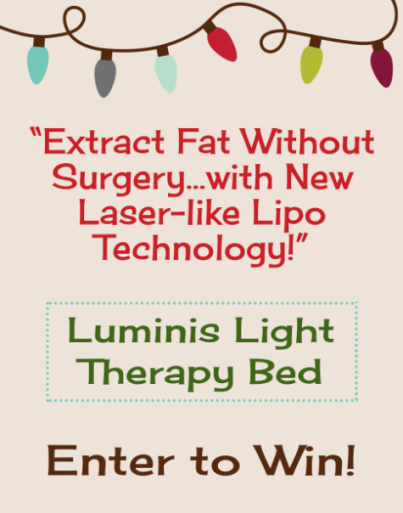 “Extract Fat Without
Surgery...with New
Laser-like Lipo
Technology!”
Luminis Light
Therapy Bed
Enter to Win!